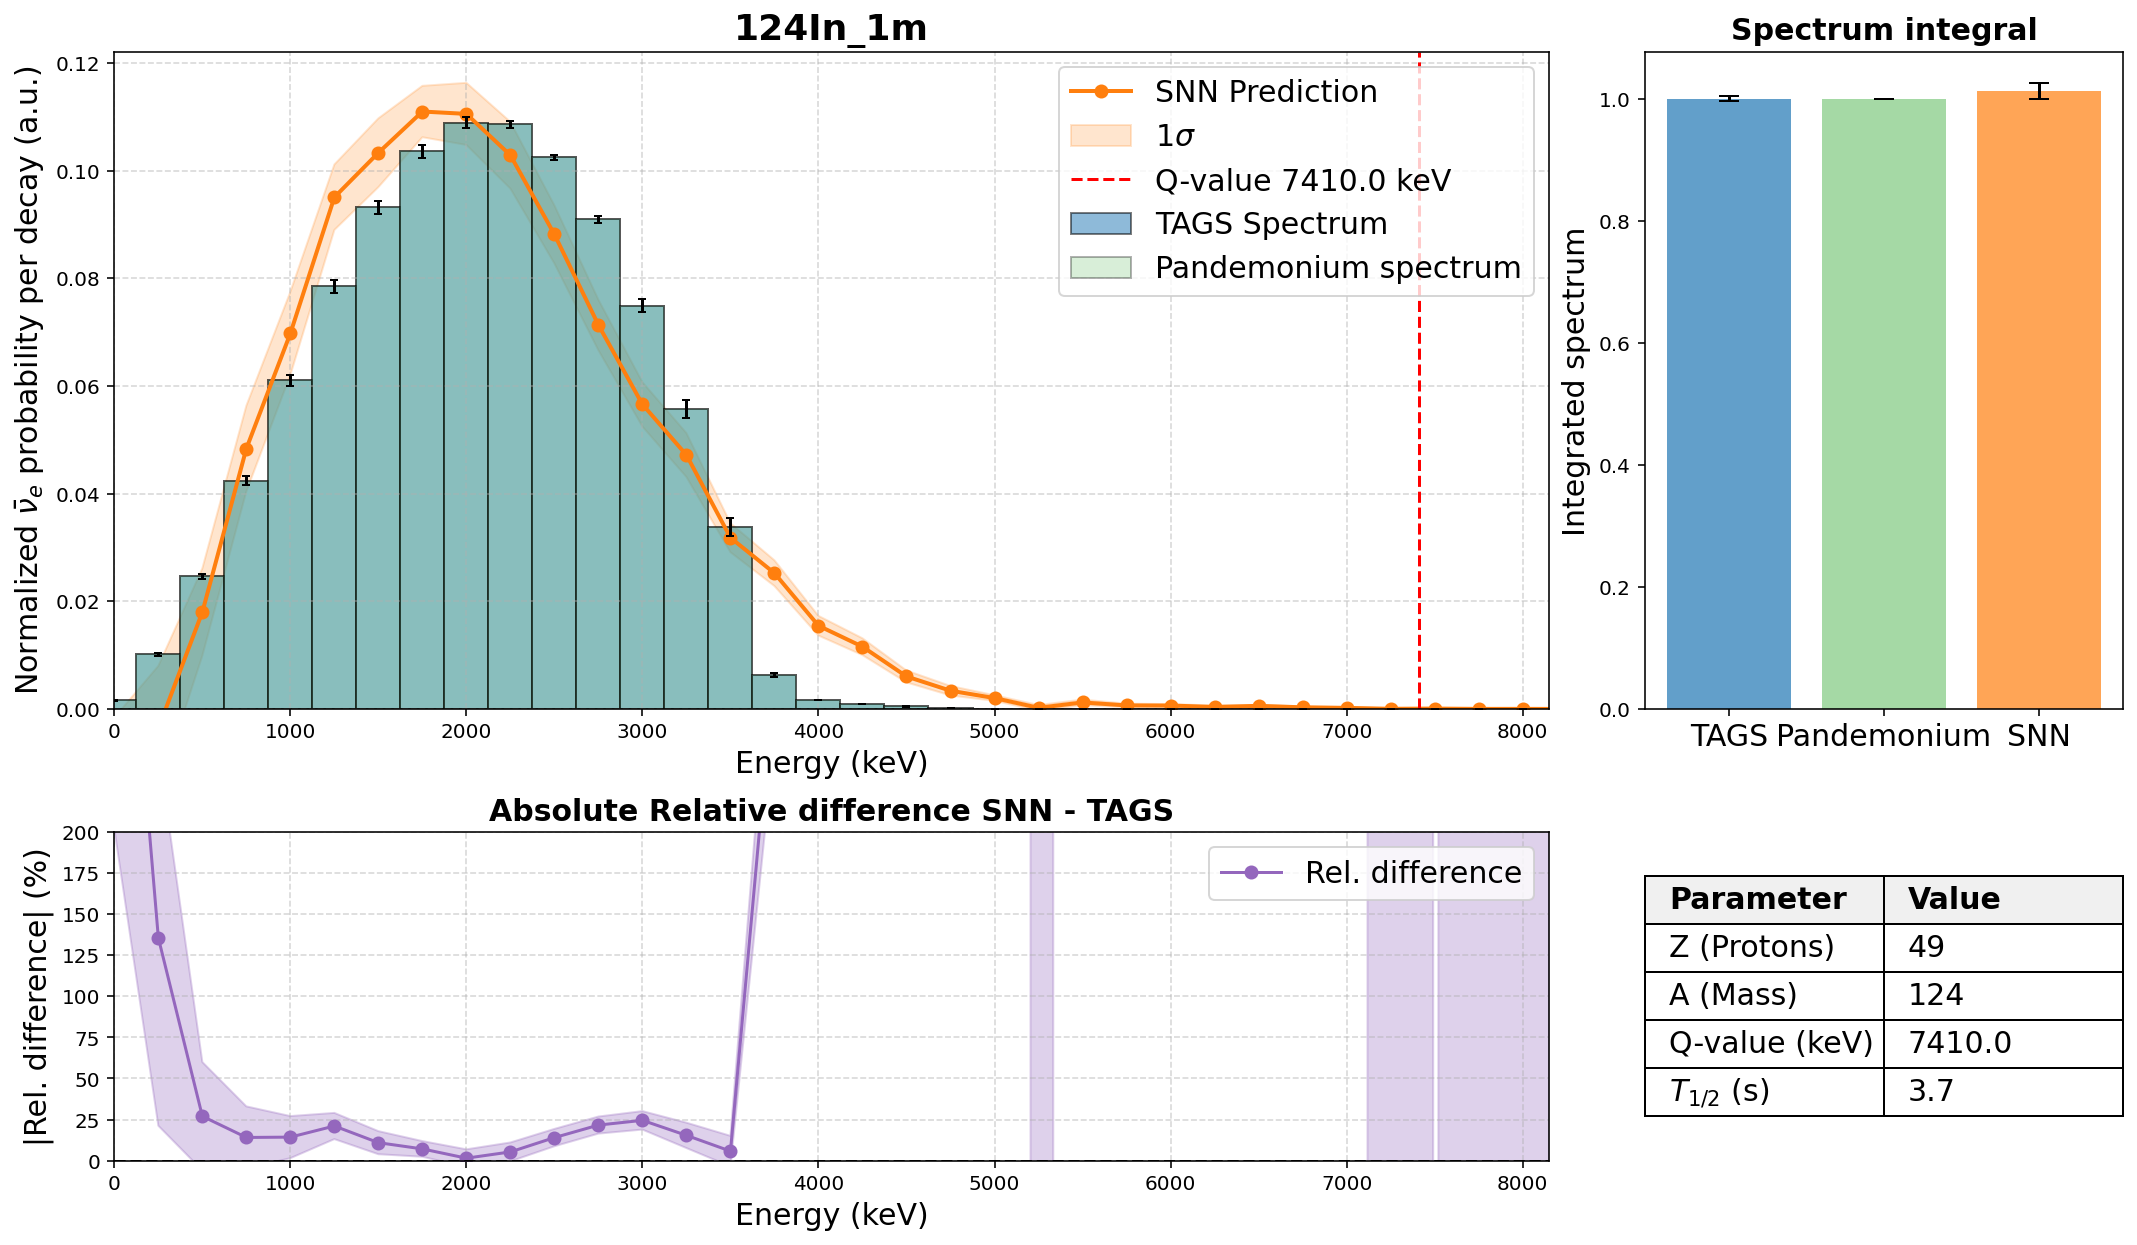 124In_1m
Normalized ν̄e probability per decay (a.u.)
0.12
0.10
0.08
0.06
0.04
0.02
0.00
0 1000 2000 3000 4000 5000 6000 7000 8000
Energy (keV)
SNN Prediction
1σ
Q-value 7410.0 keV
TAGS Spectrum
Pandemonium spectrum
Spectrum integral
Integrated spectrum
1.0
0.8
0.6
0.4
0.2
0.0
TAGS Pandemonium SNN
Absolute Relative difference SNN - TAGS
|Rel. difference| (%)
200
175
150
125
100
75
50
25
0
0 1000 2000 3000 4000 5000 6000 7000 8000
Energy (keV)
Rel. difference
Parameter Value
Z (Protons) 49
A (Mass) 124
Q-value (keV) 7410.0
T1/2 (s) 3.7